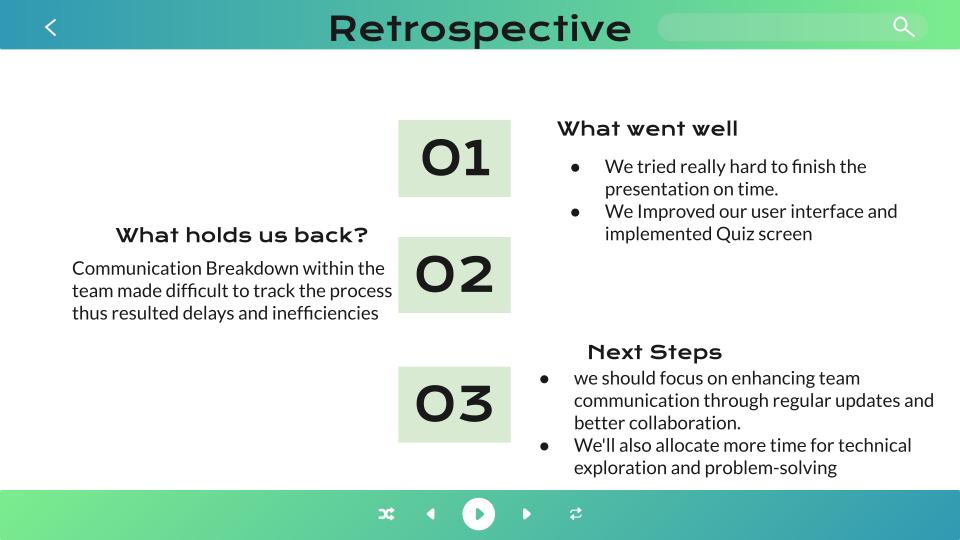 Retrospective
01
What went well
● We tried really hard to finish the
presentation on time.
● We Improved our user interface and
implemented Quiz screen
What holds us back?
Communication Breakdown within the
team made difficult to track the process
thus resulted delays and inefficiencies
02
03
Next Steps
● we should focus on enhancing team
communication through regular updates and
better collaboration.
● We'll also allocate more time for technical
exploration and problem-solving